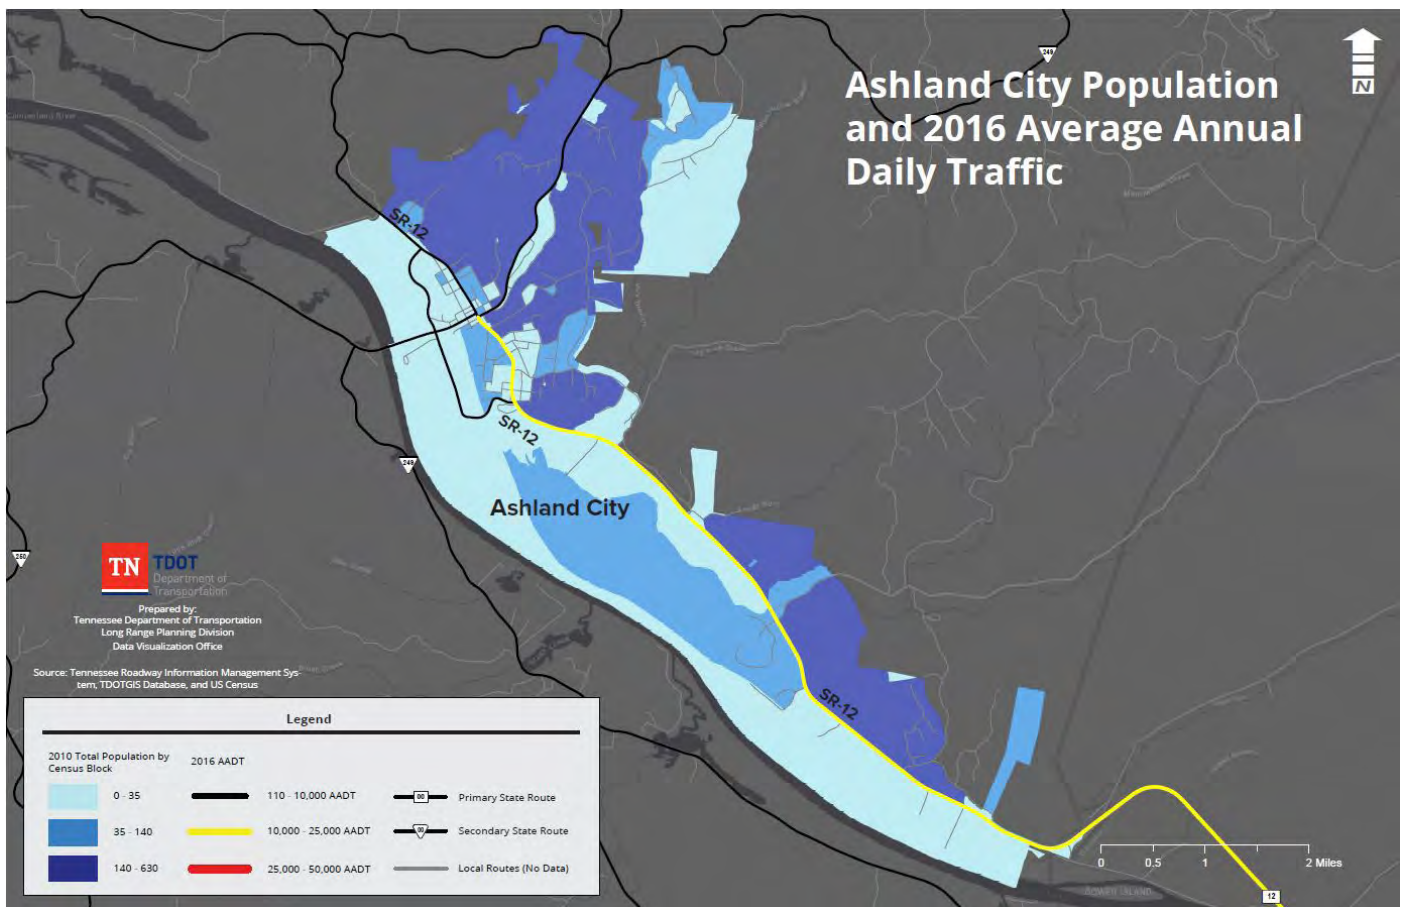 Ashland City Population
and 2016 Average Annual
Daily Traffic
N
249
Cumberland River
SR-12
SR-12
249
Ashland City
250
TN
TDOT
Department of
Transportation
Prepared by:
Tennessee Department of Transportation
Long Range Planning Division
Data Visualization Office
Source: Tennessee Roadway Information Management Sys-
tem, TDOTGIS Database, and US Census
SR-12
Legend
2010 Total Population by
Census Block
2016 AADT
0 - 35
110 - 10,000 AADT
00
Primary State Route
35 - 140
10,000 - 25,000 AADT
00
Secondary State Route
140 - 630
25,000 - 50,000 AADT
Local Routes (No Data)
0
0.5
1
2 Miles
12